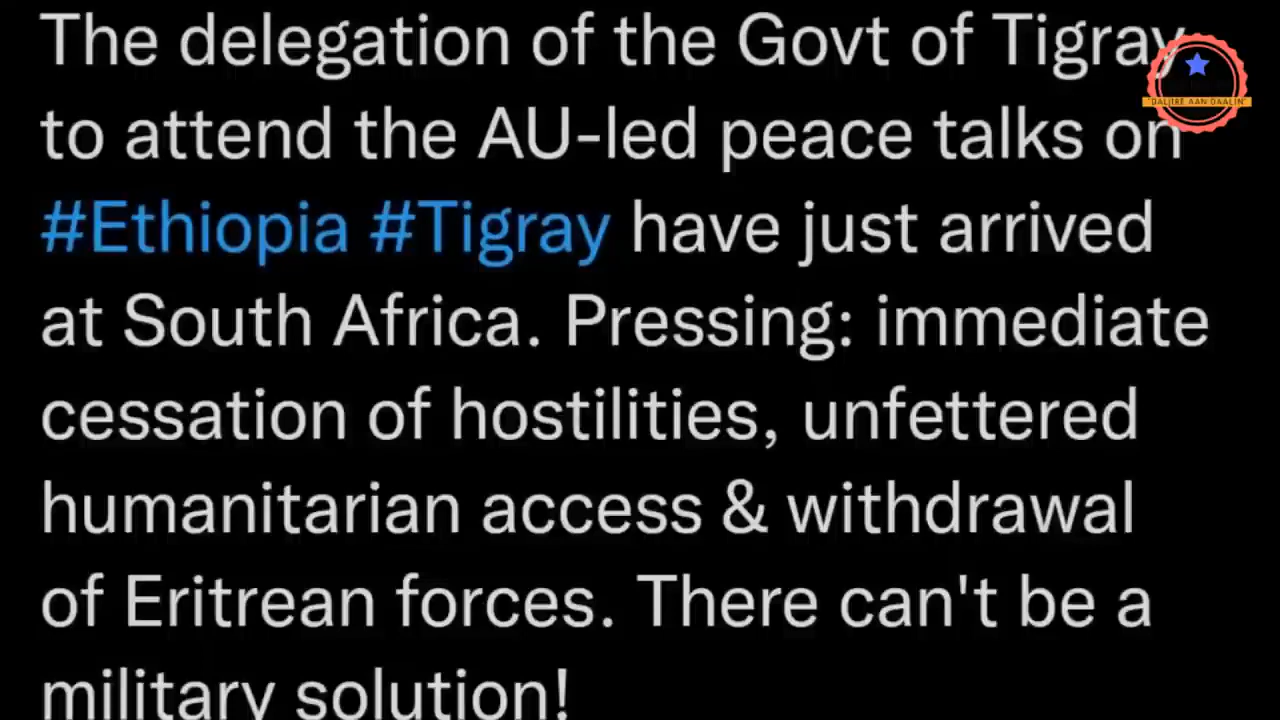 The delegation of the Govt of Tigray
to attend the AU-led peace talks on
#Ethiopia #Tigray have just arrived
at South Africa. Pressing: immediate
cessation of hostilities, unfettered
humanitarian access & withdrawal
of Eritrean forces. There can't be a
military solution!